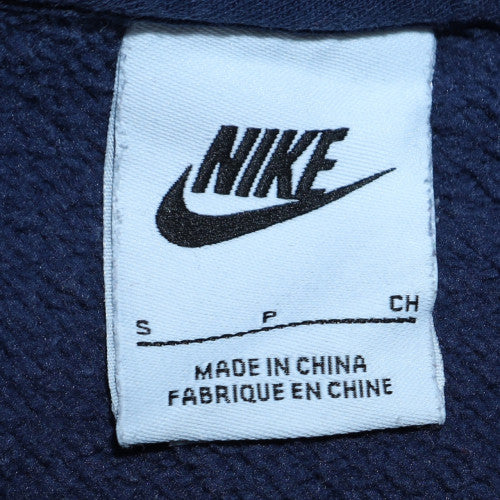 NIKE
S P CH
MADE IN CHINA
FABRIQUE EN CHINE